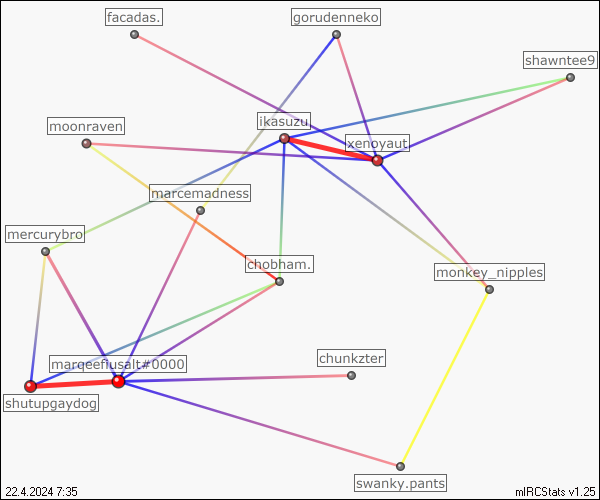 facadas.
gorudenneko
shawntee9
moonraven
ikasuzu
xenoyaut
marcemadness
mercurybro
chobham.
monkey_nipples
marqeefiusalt#0000
chunkzter
shutupgaydog
swanky.pants
22.4.2024 7:35
mIRCStats v1.25